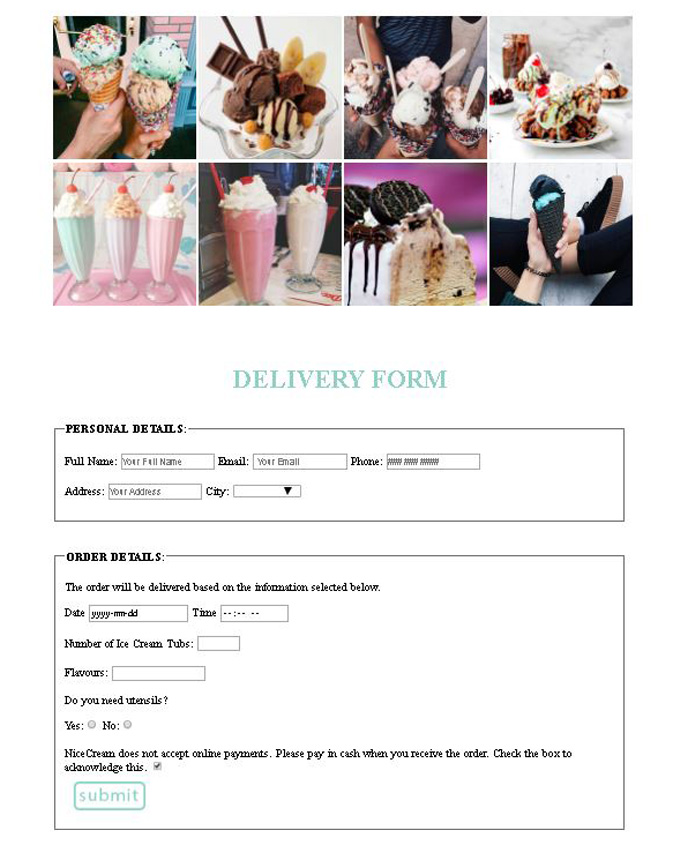 DELIVERY FORM
PERSONAL DETAILS:
Full Name: Your Full Name Email: Your Email Phone: ### ### ####
Address: Your Address City:
ORDER DETAILS:
The order will be delivered based on the information selected below.
Date yyyy-mm-dd Time --:-- --
Number of Ice Cream Tubs:
Flavours:
Do you need utensils?
Yes: No:
NiceCream does not accept online payments. Please pay in cash when you receive the order. Check the box to
acknowledge this.
submit